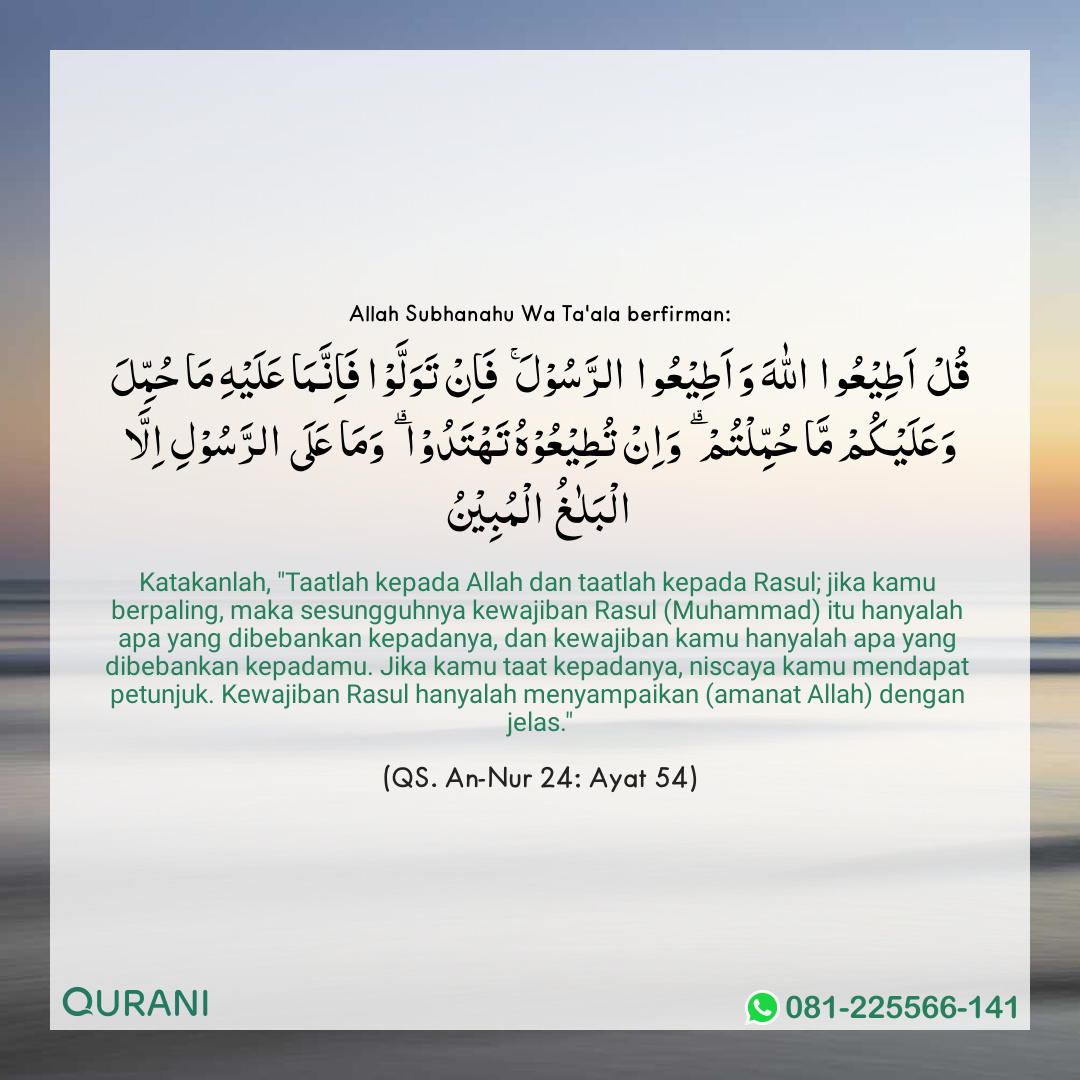 Allah Subhanahu Wa Ta'ala berfirman:
قُلْ اَطِيْعُوا اللّٰهَ وَاَطِيْعُوا الرَّسُوْلَ ۚ فَاِنْ تَوَلَّوْا فَاِنَّمَا عَلَيْهِ مَا حُمِّلَ
وَعَلَيْكُمْ مَّا حُمِّلْتُمْ ۗ وَاِنْ تُطِيْعُوْهُ تَهْتَدُوْا ۗ وَمَا عَلَى الرَّسُوْلِ اِلَّا
الْبَلٰغُ الْمُبِيْنُ
Katakanlah, "Taatlah kepada Allah dan taatlah kepada Rasul; jika kamu
berpaling, maka sesungguhnya kewajiban Rasul (Muhammad) itu hanyalah
apa yang dibebankan kepadanya, dan kewajiban kamu hanyalah apa yang
dibebankan kepadamu. Jika kamu taat kepadanya, niscaya kamu mendapat
petunjuk. Kewajiban Rasul hanyalah menyampaikan (amanat Allah) dengan
jelas."
(QS. An-Nur 24: Ayat 54)
QURANI
081-225566-141